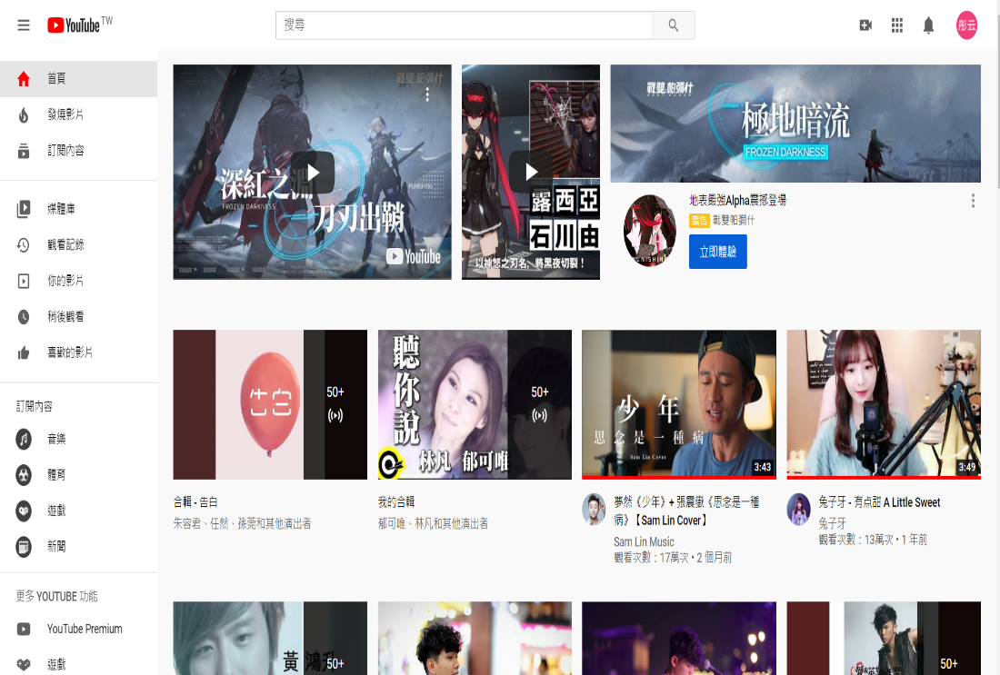 YouTube TW
搜尋
彤云
首頁
發燒影片
訂閱內容
媒體庫
觀看記錄
你的影片
稍後觀看
喜歡的影片
訂閱內容
音樂
體育
遊戲
新聞
更多 YOUTUBE 功能
YouTube Premium
遊戲
戰雙帕彌什
深紅之淵
FROZEN DARKNESS
刀刃出鞘
PUNISHING
YouTube
露西亞
石川由
以神怒之刃名，將黑夜切裂！
戰雙帕彌什
極地暗流
FROZEN DARKNESS
地表最強Alpha震撼登場
廣告 戰雙帕彌什
立即體驗
告白
50+
合輯 - 告白
朱容君、任然、孫莞和其他演出者
聽你說
林凡 郁可唯
50+
我的合輯
郁可唯、林凡和其他演出者
少年
思念是一種病
Sam Lin Cover
3:43
夢然《少年》+ 張震嶽《思念是一種
病》【Sam Lin Cover】
Sam Lin Music
觀看次數：17萬次 • 2 個月前
3:49
兔子牙 - 有点甜 A Little Sweet
兔子牙
觀看次數：13萬次 • 1 年前
黃鴻升
50+
50+